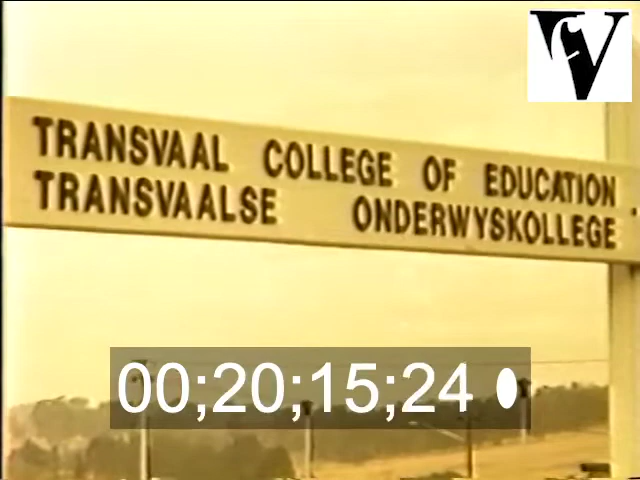 TRANSVAAL COLLEGE OF EDUCATION
TRANSVAALSE ONDERWYSKOLLEGE
00;20;15;24